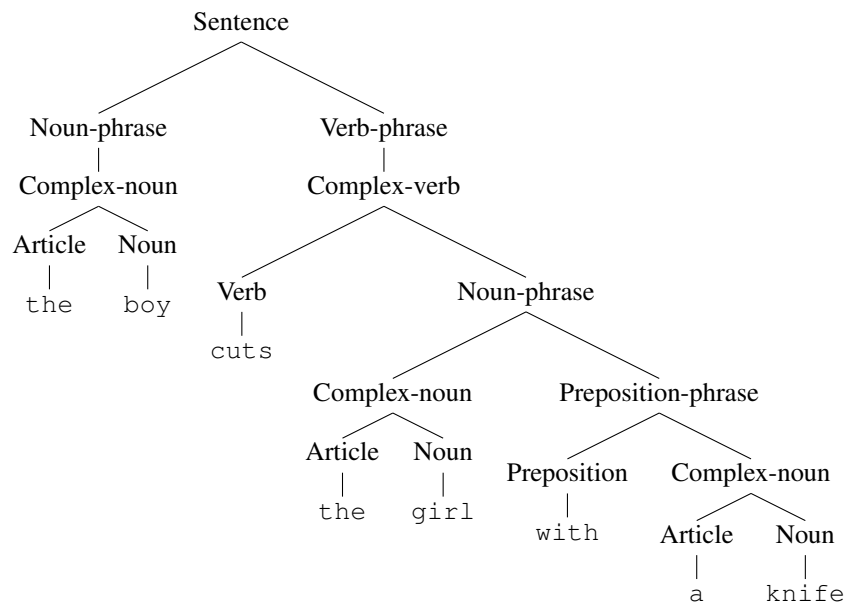 Sentence
Noun-phrase Verb-phrase
Complex-noun Complex-verb
Article Noun
the boy
Verb Noun-phrase
cuts
Complex-noun Preposition-phrase
Article Noun Preposition Complex-noun
the girl with
Article Noun
a knife